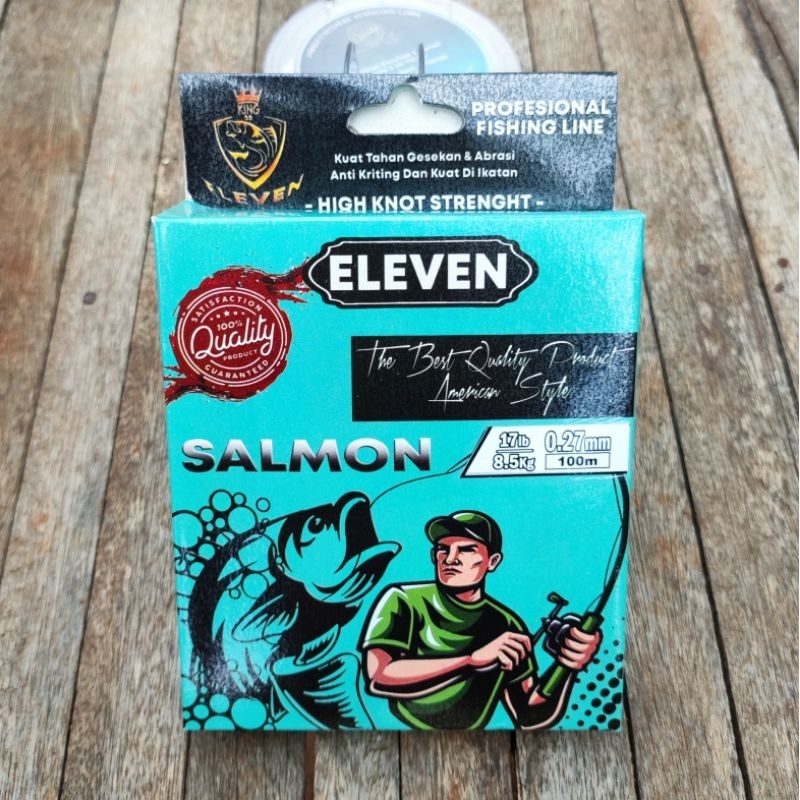 KING
ELEVEN
PROFESIONAL
FISHING LINE
Kuat Tahan Gesekan & Abrasi
Anti Kriting Dan Kuat Di Ikatan
- HIGH KNOT STRENGHT -
ELEVEN
SATISFACTION
100%
Quality
PRODUCT
GUARANTEED
The Best Quality Product
American Style
SALMON
17lb
8.5Kg
0.27mm
100m